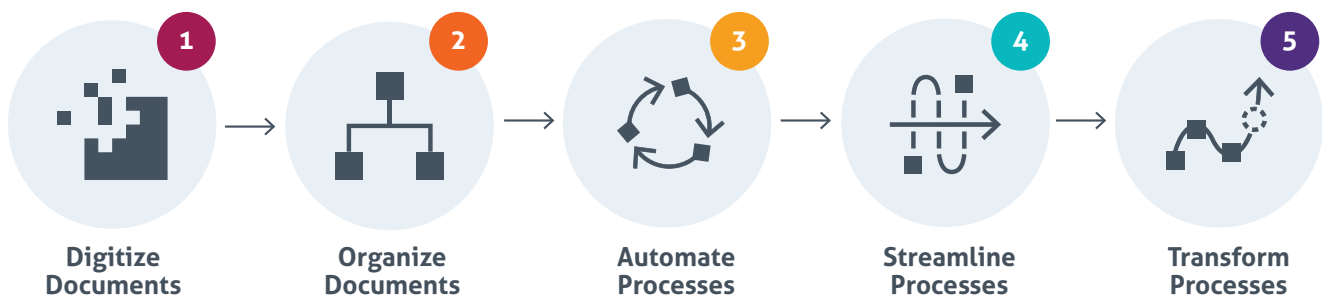 1
2
3
4
5
Digitize
Documents
Organize
Documents
Automate
Processes
Streamline
Processes
Transform
Processes